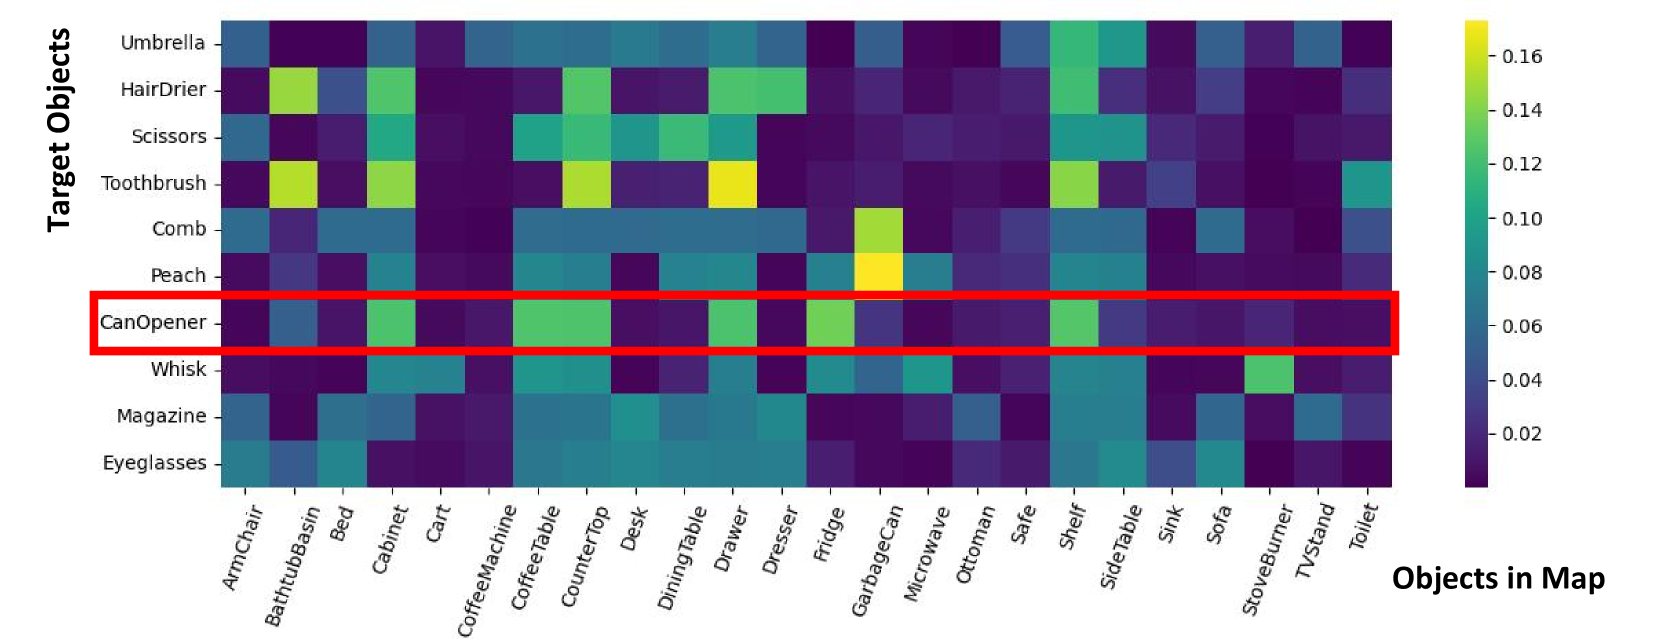 Target Objects
Umbrella
HairDrier
Scissors
Toothbrush
Comb
Peach
CanOpener
Whisk
Magazine
Eyeglasses
ArmChair
BathtubBasin
Bed
Cabinet
Cart
CoffeeMachine
CoffeeTable
CounterTop
Desk
DiningTable
Drawer
Dresser
Fridge
GarbageCan
Microwave
Ottoman
Safe
Shelf
SideTable
Sink
Sofa
StoveBurner
TVStand
Toilet
Objects in Map
0.16
0.14
0.12
0.10
0.08
0.06
0.04
0.02